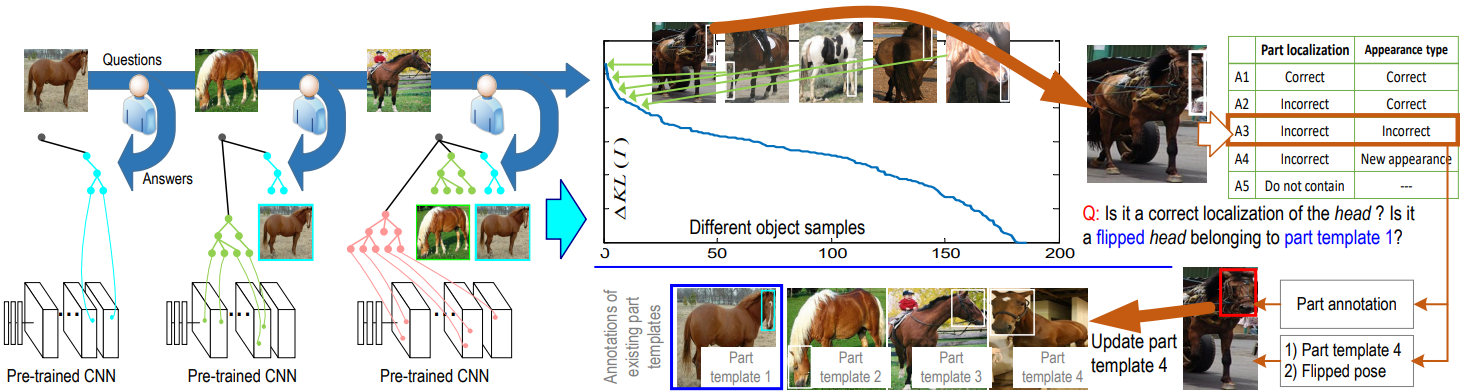 Questions
Answers
Pre-trained CNN
Pre-trained CNN
Pre-trained CNN
ΔKL(I)
Different object samples
0
50
100
150
200
Part localization Appearance type
A1 Correct Correct
A2 Incorrect Correct
A3 Incorrect Incorrect
A4 Incorrect New appearance
A5 Do not contain ---
Q: Is it a correct localization of the head ? Is it
a flipped head belonging to part template 1?
Annotations of
existing part
templates
Part
template 1
Part
template 2
Part
template 3
Part
template 4
Update part
template 4
Part annotation
1) Part template 4
2) Flipped pose